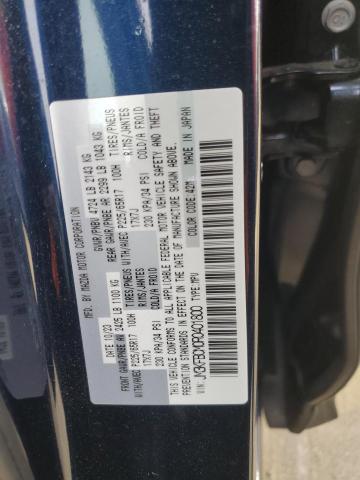 MFD. BY MAZDA MOTOR CORPORATION
10/23 GVWR/PNBV 4724 LB 2143 KG
FRONT GAWR/PNBE AV 2425 LB 1100 KG GAWR/PNBE AR 2299 LB 1043 KG
WITH/AVEC P225/65R17 100H TIRES/PNEUS WITH/AVEC P225/65R17 100H TIRES/PNEUS
17X7J RIMS/JANTES 17X7J RIMS/JANTES
230 KPA/34 PSI COLD/A FROID 230 KPA/34 PSI COLD/A FROID
THIS VEHICLE CONFORMS TO ALL APPLICABLE FEDERAL MOTOR VEHICLE SAFETY AND THEFT
PREVENTION STANDARDS IN EFFECT ON THE DATE OF MANUFACTURE SHOWN ABOVE.
MADE IN JAPAN
COLOR CODE: 42M
VIN: TYPE: MPV